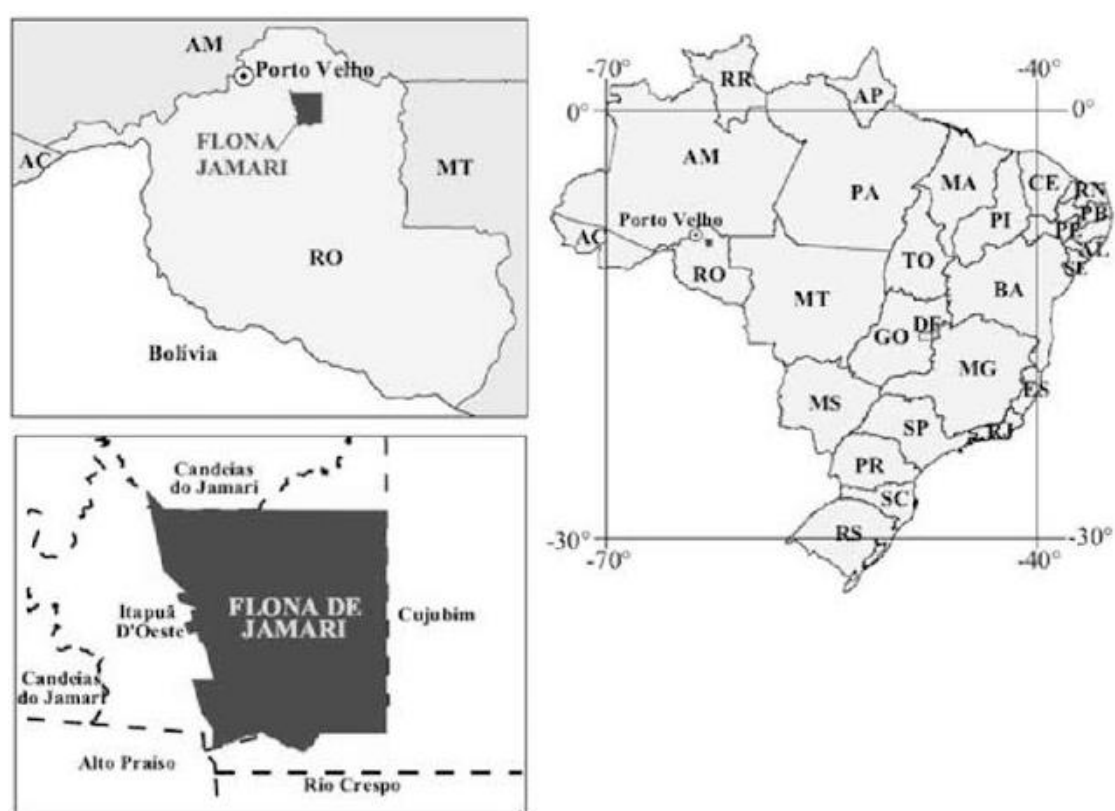 AM
Porto Velho
FLONA
JAMARI
AC
MT
RO
Bolívia
Candeias
do Jamari
Itapuã
D'Oeste
FLONA DE
JAMARI
Cujubim
Candeias
do Jamari
Alto Praíso
Rio Crespo
-70°
-40°
RR
AP
0°
0°
AM
PA
MA
CE
RN
PB
PI
PE
Porto Velho
AC
AL
SE
TO
RO
BA
MT
DF
GO
MG
ES
MS
SP
RJ
PR
SC
RS
-30°
-30°
-70°
-40°